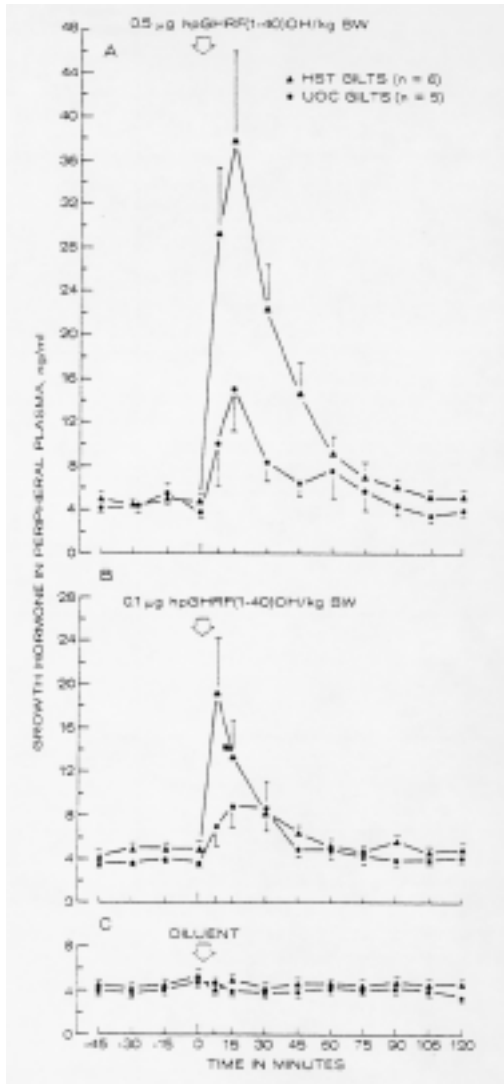 0.5 µg hpGHRF(1-40)OH/kg BW
A
▲ HST GILTS (n = 6)
● UOC GILTS (n = 5)
48
44
40
36
32
28
24
20
16
12
8
4
0
B
0.1 µg hpGHRF(1-40)OH/kg BW
28
24
20
16
12
8
4
0
C
DILUENT
8
4
0
-45 -30 -15 0 15 30 45 60 75 90 105 120
TIME IN MINUTES
GROWTH HORMONE IN PERIPHERAL PLASMA, ng/ml